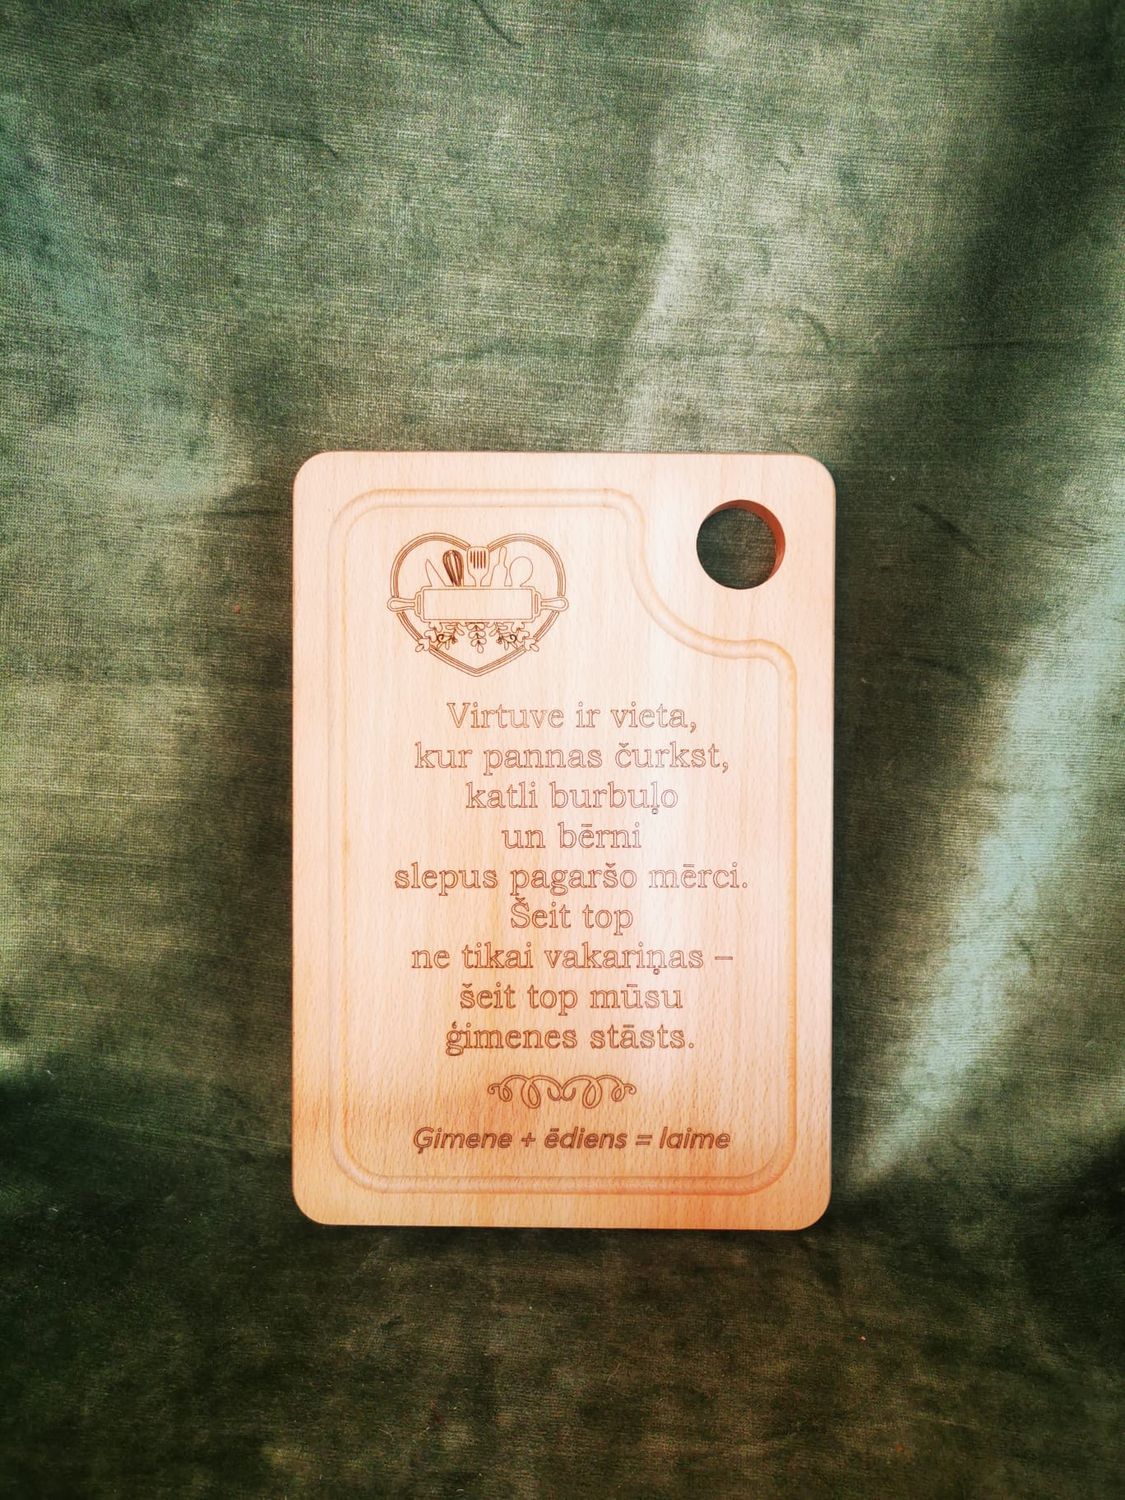 Virtuve ir vieta,
kur pannas čurkst,
katli burbuļo
un bērni
slepus pagaršo mērci.
Šeit top
ne tikai vakariņas –
šeit top mūsu
ģimenes stāsts.
Ģimene + ēdiens = laime